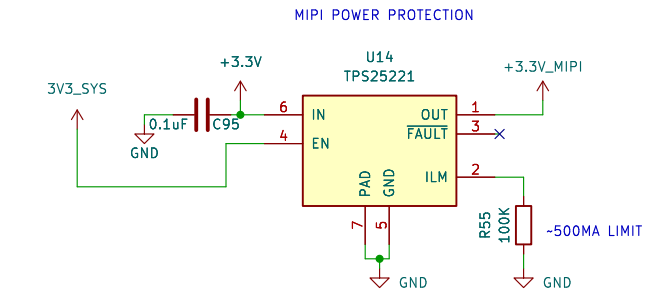 MIPI POWER PROTECTION
U14
TPS25221
+3.3V
+3.3V_MIPI
3V3_SYS
0.1uF
C95
GND
6
IN
4
EN
OUT
1
FAULT
3
ILM
2
PAD
GND
7
5
GND
R55
100K
~500MA LIMIT
GND